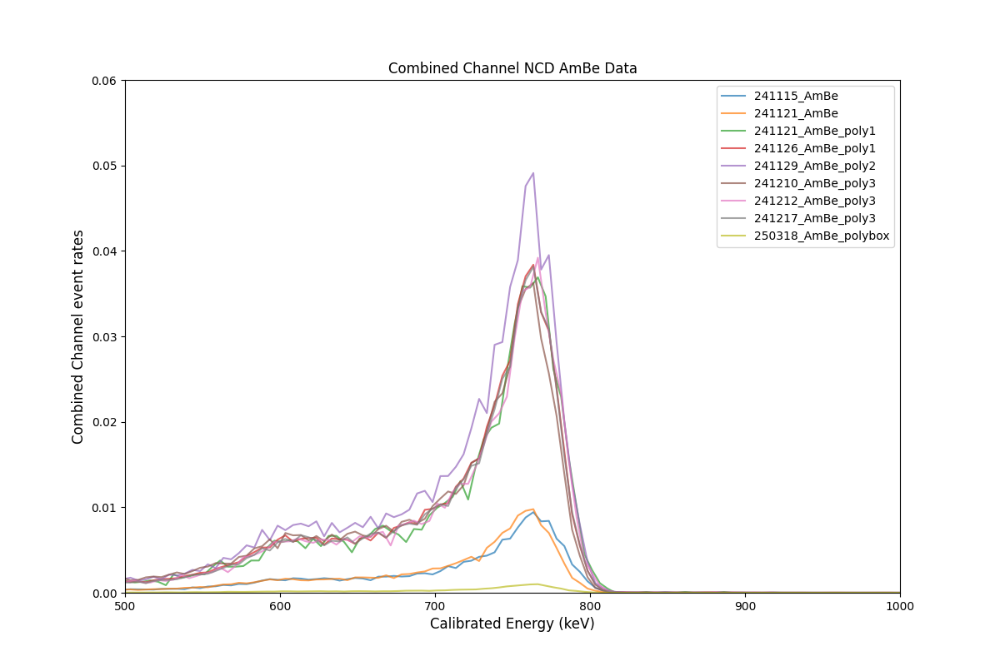 Combined Channel NCD AmBe Data
0.06
0.05
0.04
0.03
0.02
0.01
0.00
Combined Channel event rates
500
600
700
800
900
1000
Calibrated Energy (keV)
241115_AmBe
241121_AmBe
241121_AmBe_poly1
241126_AmBe_poly1
241129_AmBe_poly2
241210_AmBe_poly3
241212_AmBe_poly3
241217_AmBe_poly3
250318_AmBe_polybox